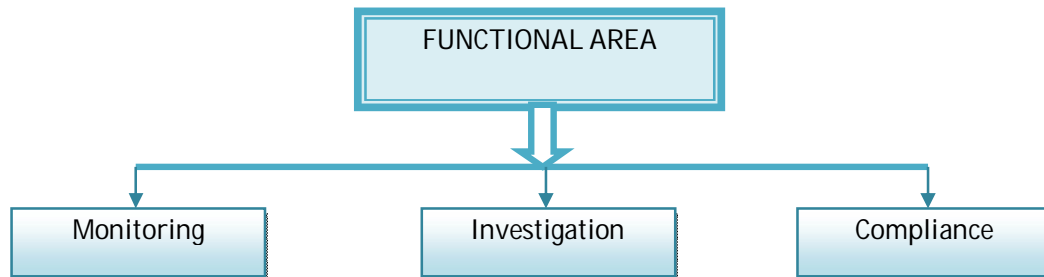 FUNCTIONAL AREA
Monitoring
Investigation
Compliance